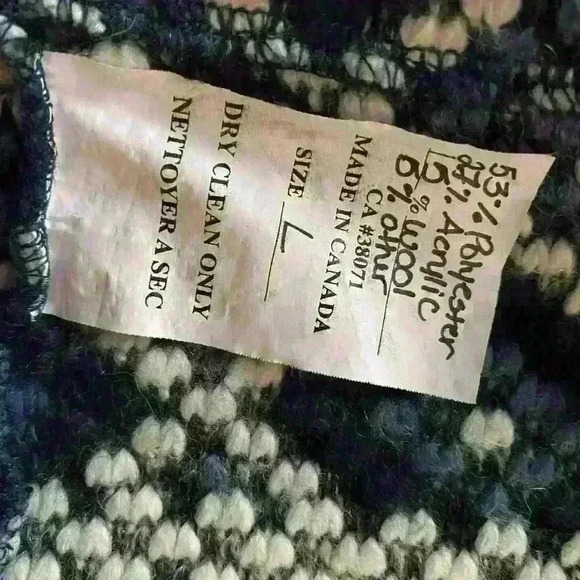 53% Polyester
27% Acrylic
15% Wool
5% other
CA #38071
MADE IN CANADA
SIZE L
DRY CLEAN ONLY
NETTOYER A SEC